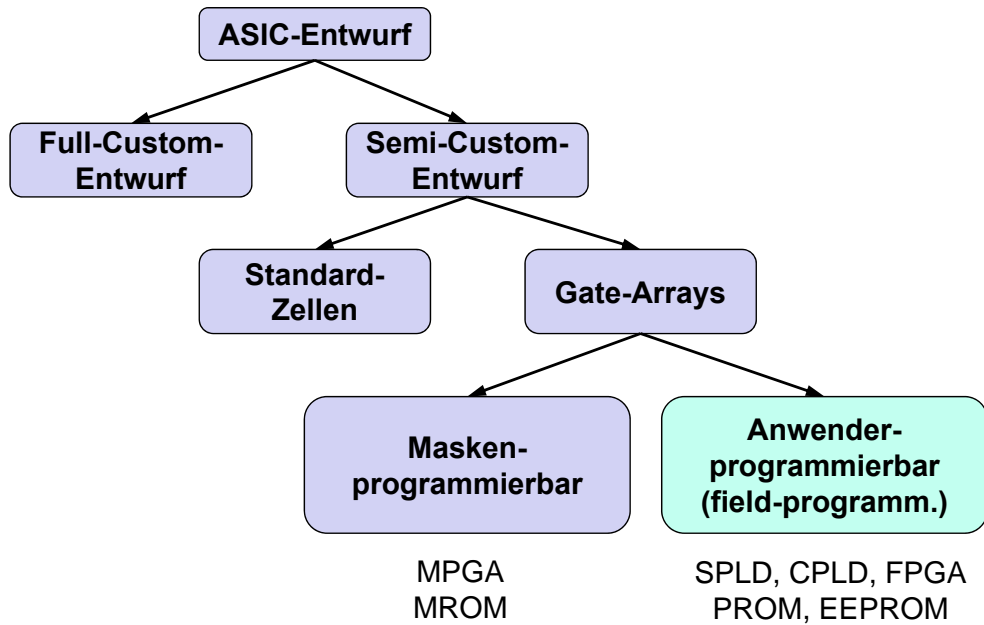 ASIC-Entwurf
Full-Custom-
Entwurf
Semi-Custom-
Entwurf
Standard-
Zellen
Gate-Arrays
Masken-
programmierbar
Anwender-
programmierbar
(field-programm.)
MPGA
MROM
SPLD, CPLD, FPGA
PROM, EEPROM